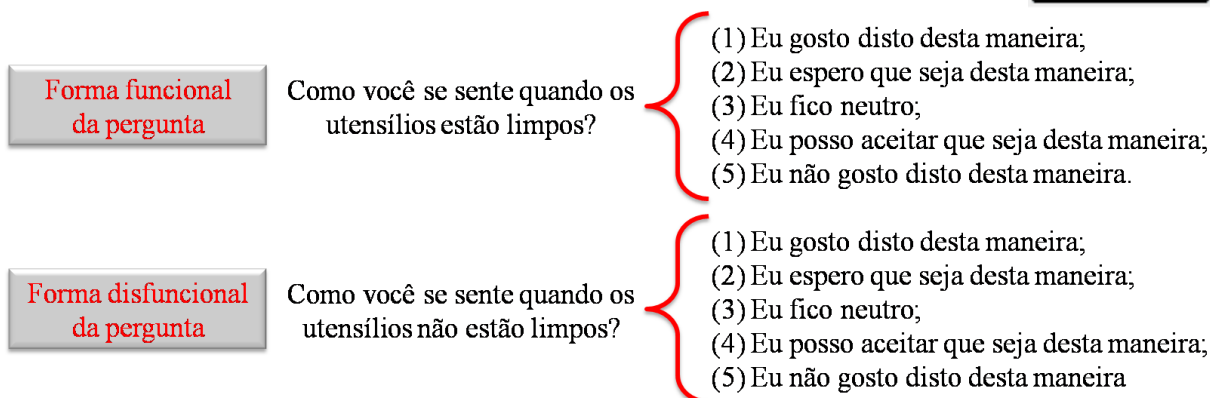 Forma funcional
da pergunta
Como você se sente quando os
utensílios estão limpos?
(1) Eu gosto disto desta maneira;
(2) Eu espero que seja desta maneira;
(3) Eu fico neutro;
(4) Eu posso aceitar que seja desta maneira;
(5) Eu não gosto disto desta maneira.
Forma disfuncional
da pergunta
Como você se sente quando os
utensílios não estão limpos?
(1) Eu gosto disto desta maneira;
(2) Eu espero que seja desta maneira;
(3) Eu fico neutro;
(4) Eu posso aceitar que seja desta maneira;
(5) Eu não gosto disto desta maneira